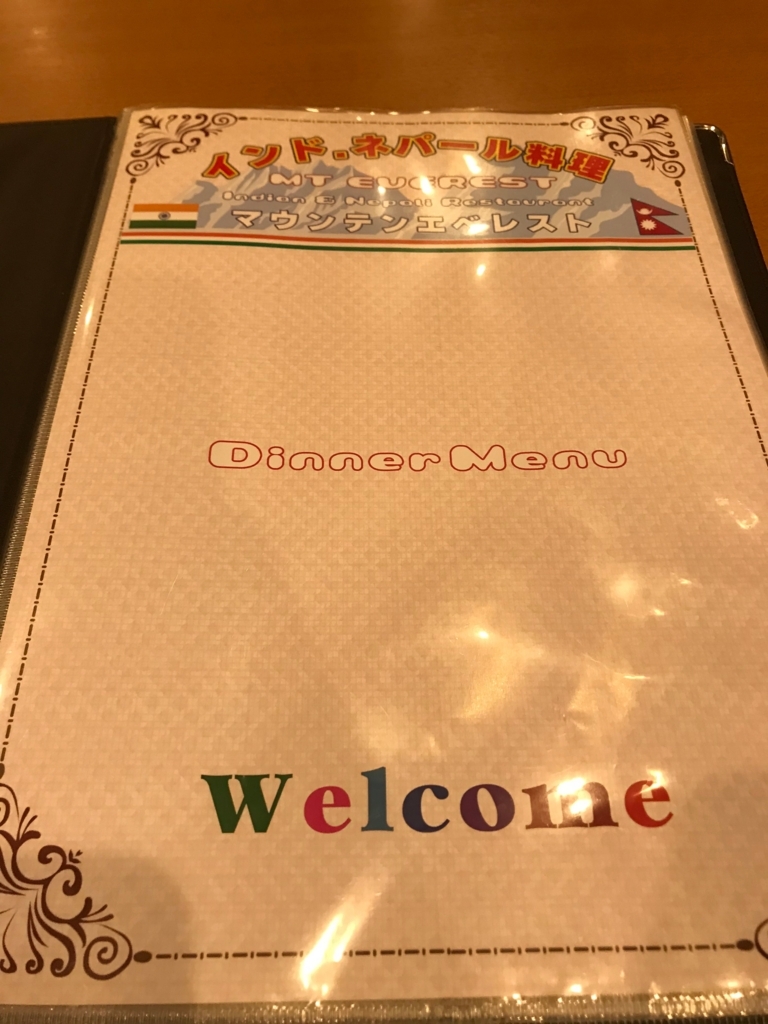 インド.ネパール料理
MT EVEREST
Indian & Nepali Restaurant
マウンテンエベレスト
Dinner Menu
Welcome